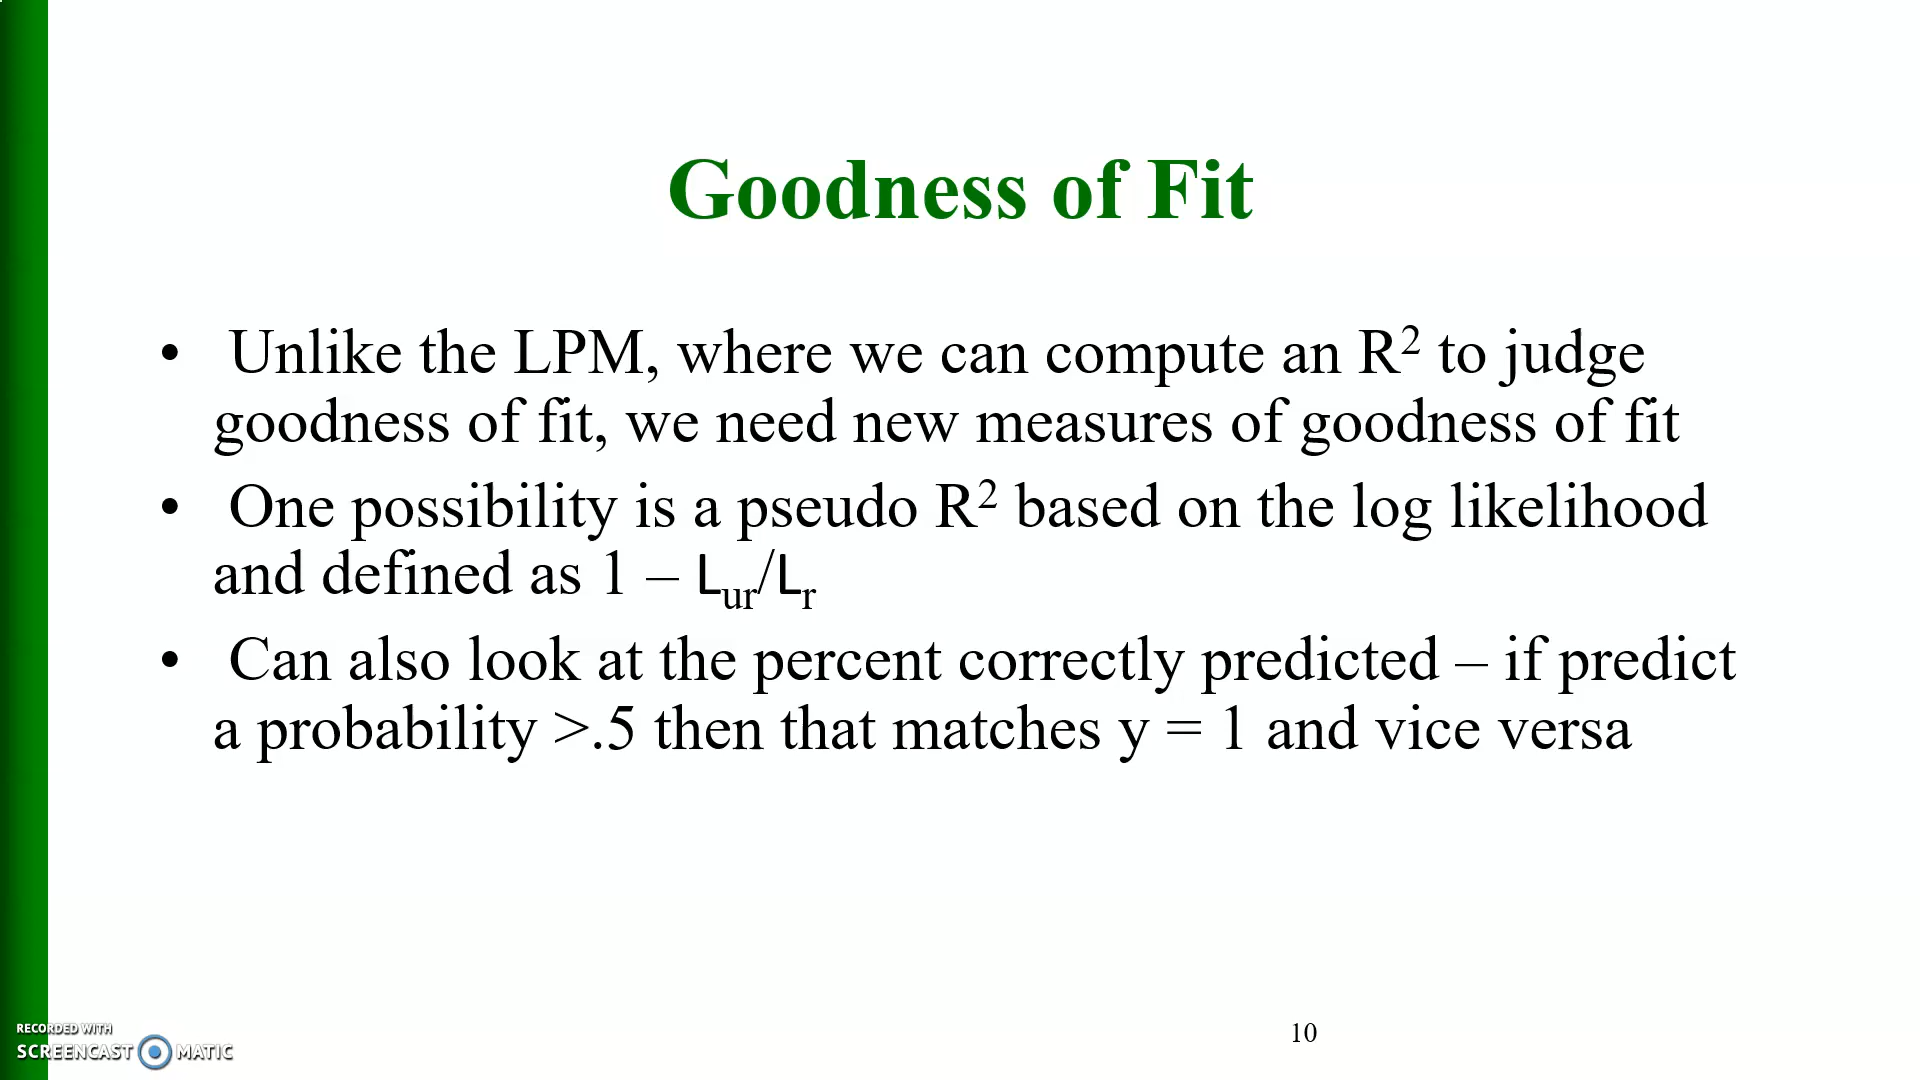 Goodness of Fit
• Unlike the LPM, where we can compute an R² to judge
goodness of fit, we need new measures of goodness of fit
• One possibility is a pseudo R² based on the log likelihood
and defined as 1 – Lur/Lr
• Can also look at the percent correctly predicted – if predict
a probability >.5 then that matches y = 1 and vice versa
RECORDED WITH
SCREENCAST MATIC
10